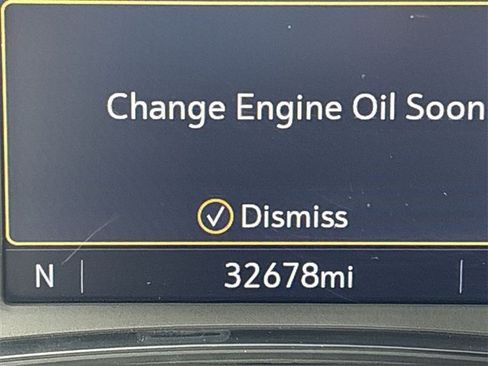 Change Engine Oil Soon
Dismiss
N
32678mi